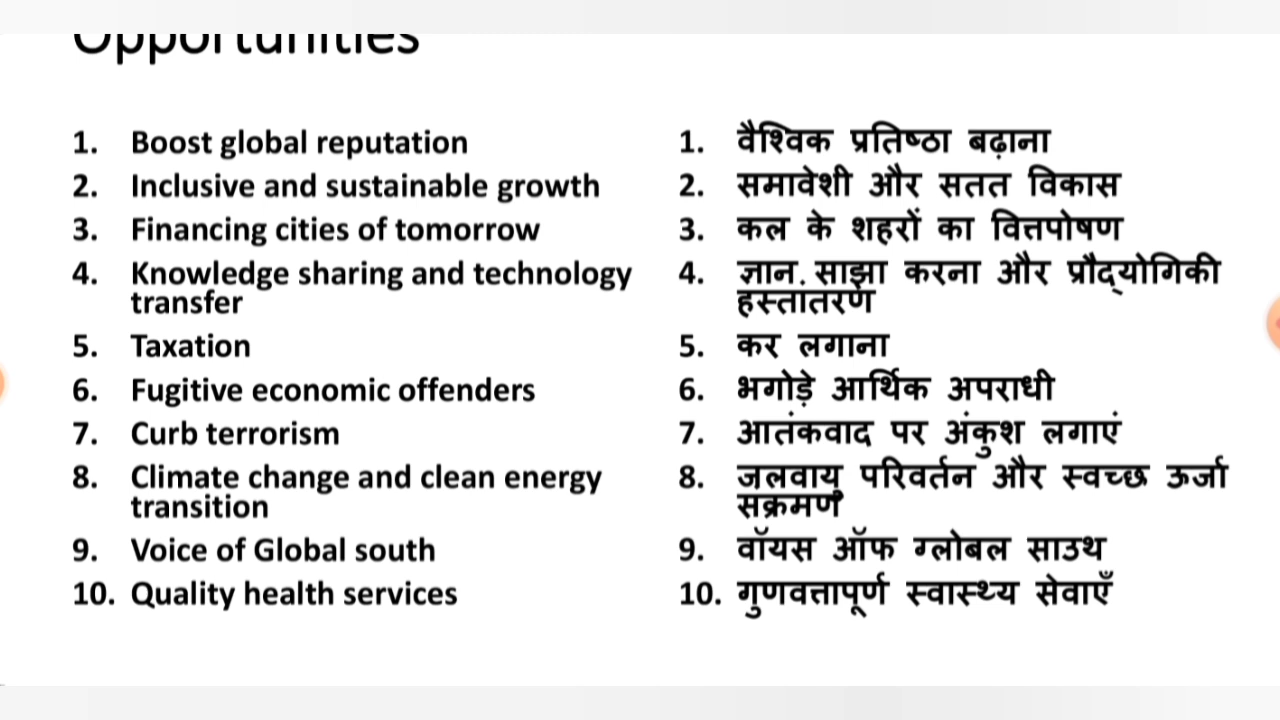 Opportunities
1. Boost global reputation
2. Inclusive and sustainable growth
3. Financing cities of tomorrow
4. Knowledge sharing and technology
transfer
5. Taxation
6. Fugitive economic offenders
7. Curb terrorism
8. Climate change and clean energy
transition
9. Voice of Global south
10. Quality health services
1. वैश्विक प्रतिष्ठा बढ़ाना
2. समावेशी और सतत विकास
3. कल के शहरों का वित्तपोषण
4. ज्ञान साझा करना और प्रौद्योगिकी
हस्तांतरण
5. कर लगाना
6. भगोड़े आर्थिक अपराधी
7. आतंकवाद पर अंकुश लगाएं
8. जलवायु परिवर्तन और स्वच्छ ऊर्जा
संक्रमण
9. वॉयस ऑफ ग्लोबल साउथ
10. गुणवत्तापूर्ण स्वास्थ्य सेवाएँ